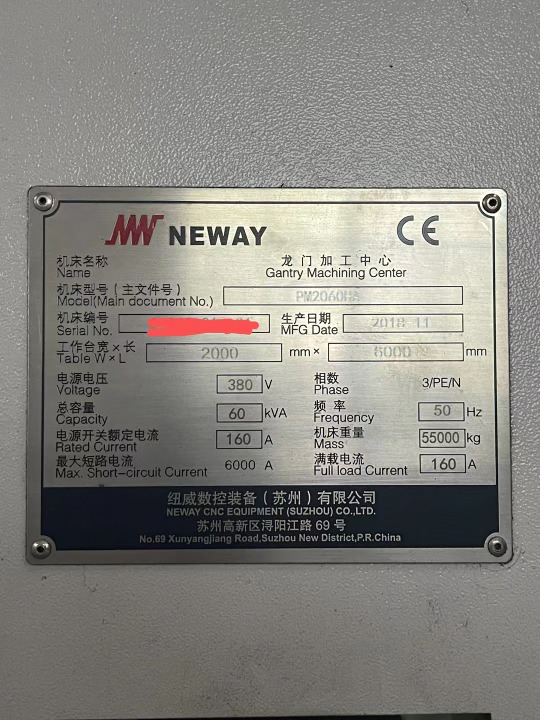 NEWAY CE
机床名称 龙门加工中心
Name Gantry Machining Center
机床型号(主文件号)
Model(Main document No.) PM2060HA
机床编号 生产日期
Serial No. MFG Date 2018 11
工作台宽×长
Table W×L 2000 mm× 6000 mm
电源电压 相数
Voltage 380 V Phase 3/PE/N
总容量 频 率
Capacity 60 kVA Frequency 50 Hz
电源开关额定电流 机床重量
Rated Current 160 A Mass 55000 kg
最大短路电流 满载电流
Max. Short-circuit Current 6000 A Full load Current 160 A
纽威数控装备(苏州)有限公司
NEWAY CNC EQUIPMENT (SUZHOU) CO.,LTD.
苏州高新区浔阳江路 69 号
No.69 Xunyangjiang Road,Suzhou New District,P.R.China